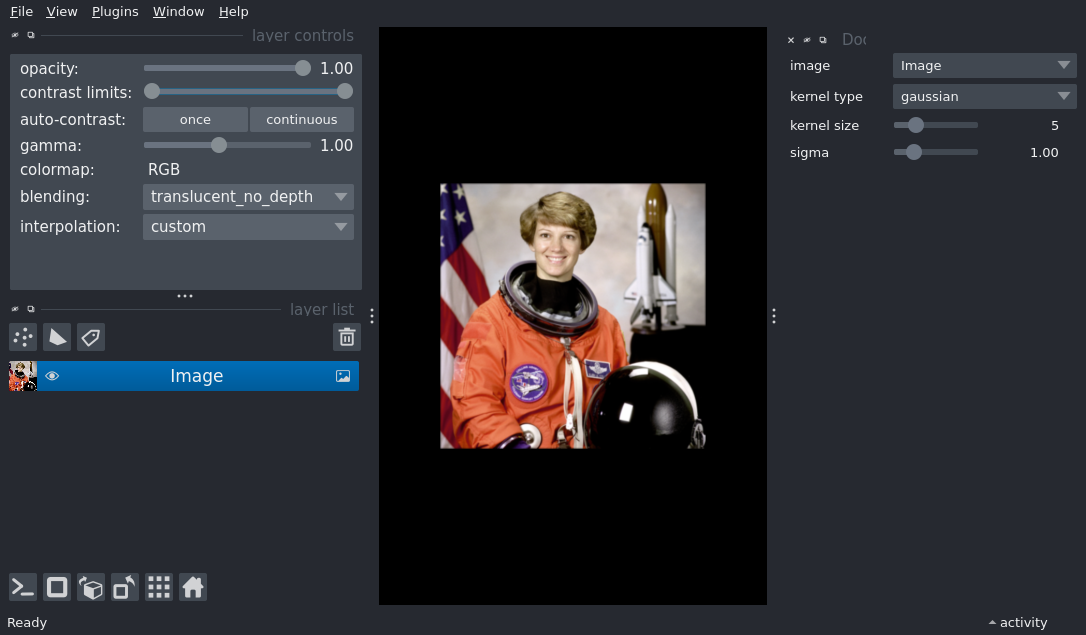 File View Plugins Window Help
layer controls
opacity: 1.00
contrast limits:
auto-contrast: once continuous
gamma: 1.00
colormap: RGB
blending: translucent_no_depth
interpolation: custom
layer list
Image
Ready
image Image
kernel type gaussian
kernel size 5
sigma 1.00
activity